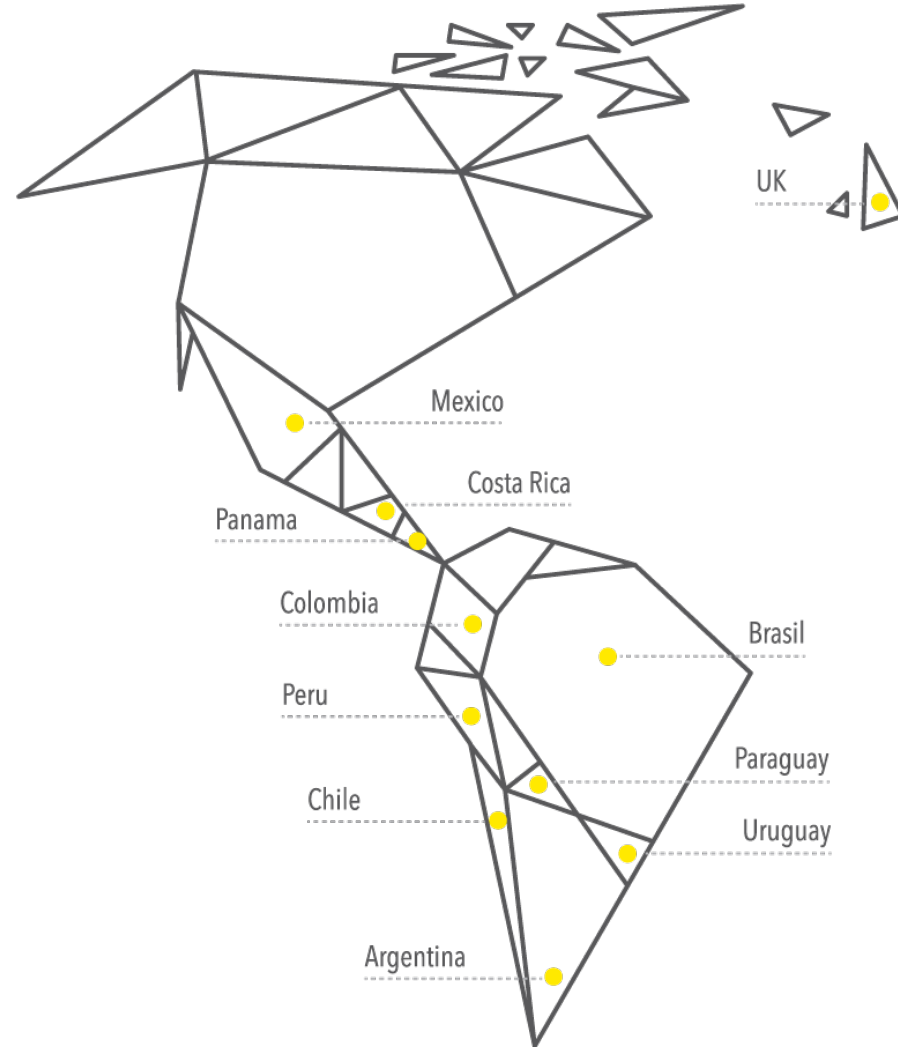 UK
Mexico
Costa Rica
Panama
Colombia
Brasil
Peru
Paraguay
Chile
Uruguay
Argentina